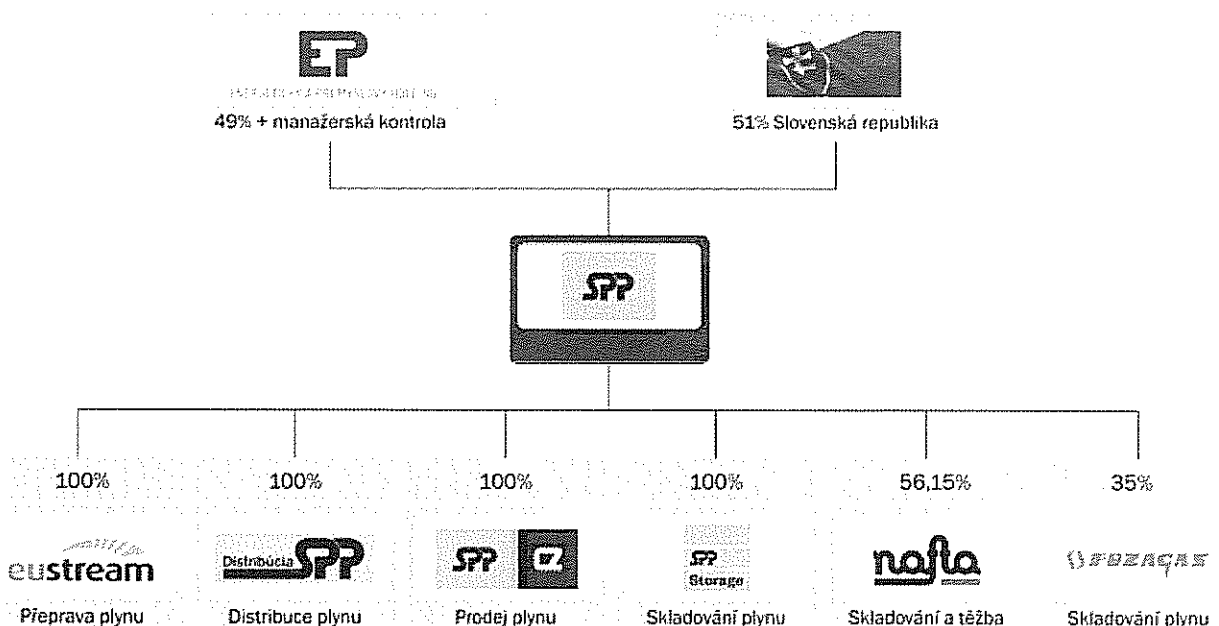 EP
49% + manažerská kontrola
51% Slovenská republika
SPP
100%
100%
100%
100%
56,15%
35%
eustream
Distribúcia SPP
SPP CZ
SPP Storage
nafta
POZAGAS
Přeprava plynu
Distribuce plynu
Prodej plynu
Skladování plynu
Skladování a těžba
Skladování plynu